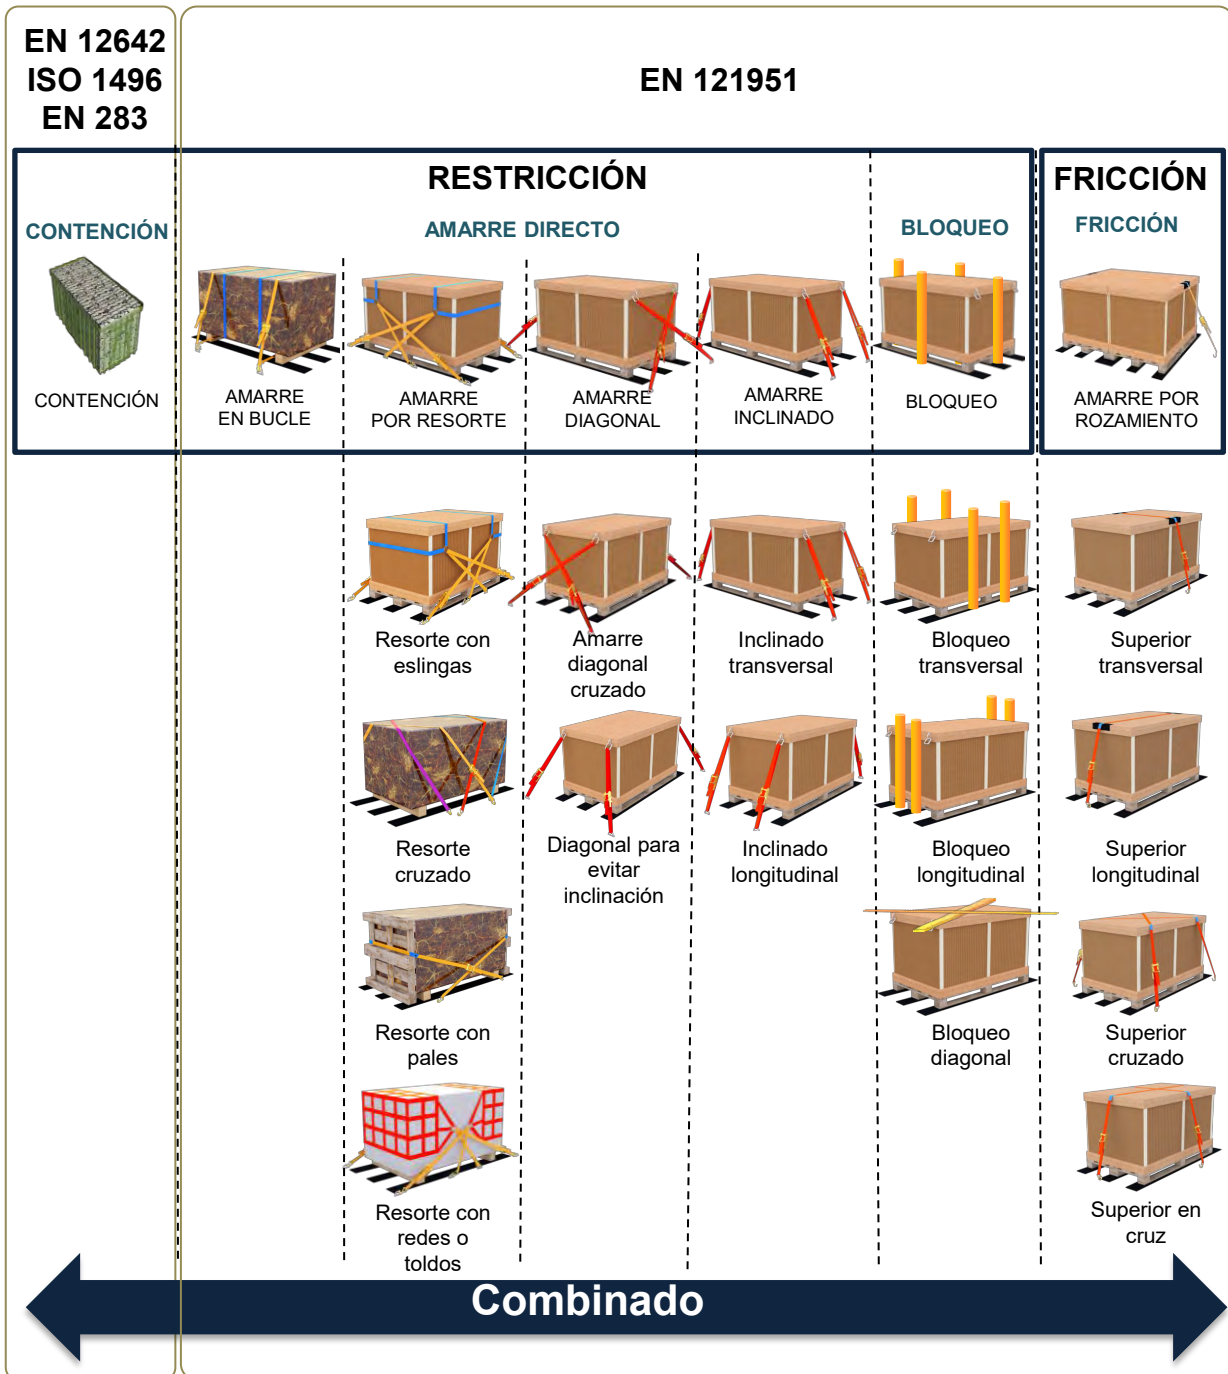 EN 12642
ISO 1496
EN 283
EN 121951
RESTRICCIÓN
FRICCIÓN
CONTENCIÓN
AMARRE DIRECTO
BLOQUEO
FRICCIÓN
CONTENCIÓN
AMARRE
EN BUCLE
AMARRE
POR RESORTE
AMARRE
DIAGONAL
AMARRE
INCLINADO
BLOQUEO
AMARRE POR
ROZAMIENTO
Resorte con
eslingas
Amarre
diagonal
cruzado
Inclinado
transversal
Bloqueo
transversal
Superior
transversal
Resorte
cruzado
Diagonal para
evitar
inclinación
Inclinado
longitudinal
Bloqueo
longitudinal
Superior
longitudinal
Resorte con
pales
Bloqueo
diagonal
Superior
cruzado
Resorte con
redes o
toldos
Superior en
cruz
Combinado